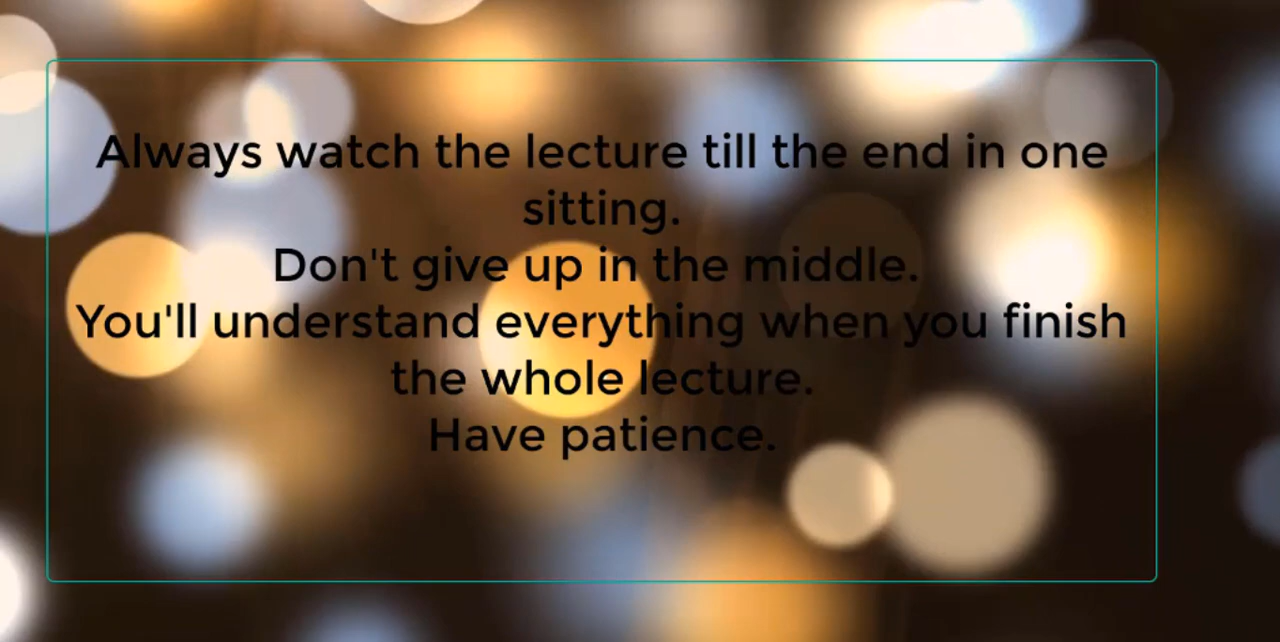 Always watch the lecture till the end in one
sitting.
Don't give up in the middle.
You'll understand everything when you finish
the whole lecture.
Have patience.